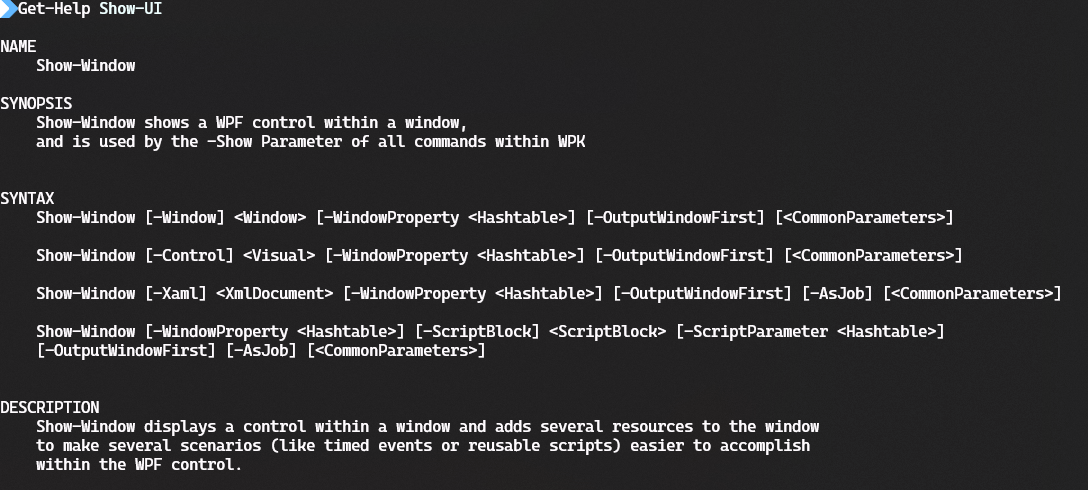 Get-Help Show-UI
NAME
Show-Window
SYNOPSIS
Show-Window shows a WPF control within a window,
and is used by the -Show Parameter of all commands within WPK
SYNTAX
Show-Window [-Window] <Window> [-WindowProperty <Hashtable>] [-OutputWindowFirst] [<CommonParameters>]
Show-Window [-Control] <Visual> [-WindowProperty <Hashtable>] [-OutputWindowFirst] [<CommonParameters>]
Show-Window [-Xaml] <XmlDocument> [-WindowProperty <Hashtable>] [-OutputWindowFirst] [-AsJob] [<CommonParameters>]
Show-Window [-WindowProperty <Hashtable>] [-ScriptBlock] <ScriptBlock> [-ScriptParameter <Hashtable>]
[-OutputWindowFirst] [-AsJob] [<CommonParameters>]
DESCRIPTION
Show-Window displays a control within a window and adds several resources to the window
to make several scenarios (like timed events or reusable scripts) easier to accomplish
within the WPF control.